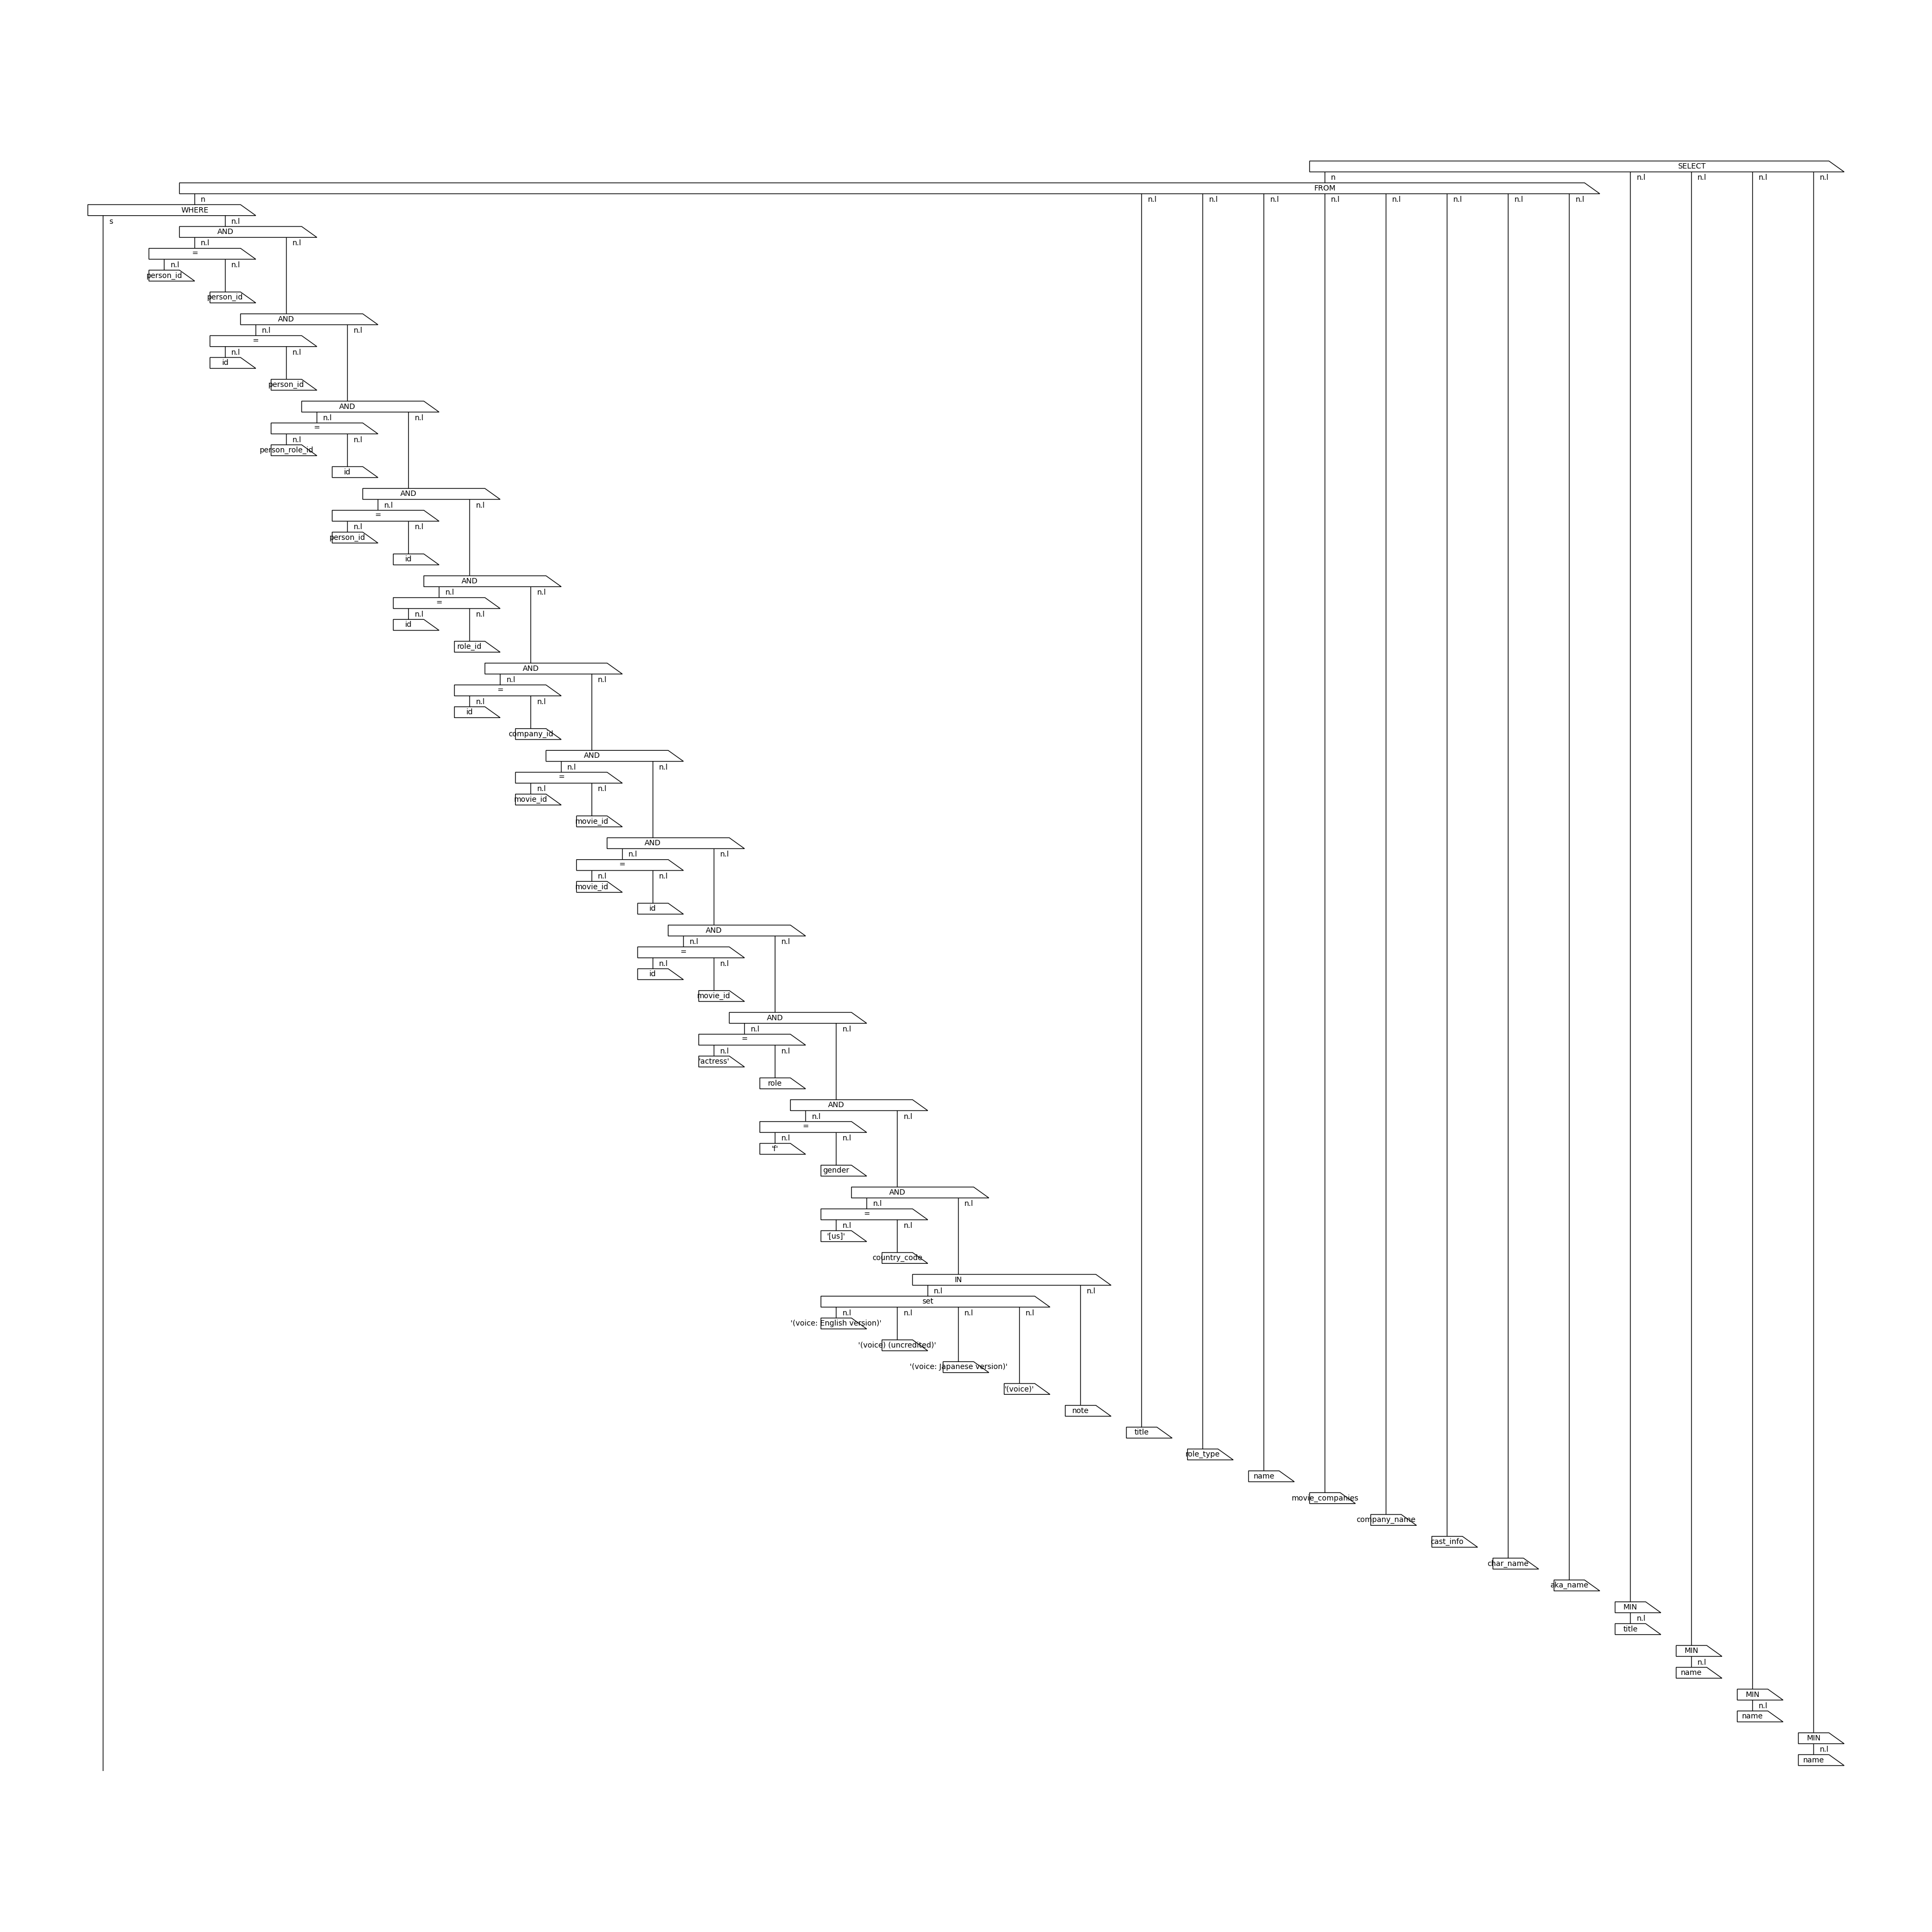 SELECT
n n.l n.l n.l n.l
FROM
n n.l n.l n.l n.l n.l n.l n.l n.l
WHERE
s n.l
AND
n.l n.l
=
n.l n.l
person_id
person_id
AND
n.l n.l
=
n.l n.l
id
person_id
AND
n.l n.l
=
n.l n.l
person_role_id
id
AND
n.l n.l
=
n.l n.l
person_id
id
AND
n.l n.l
=
n.l n.l
id
role_id
AND
n.l n.l
=
n.l n.l
id
company_id
AND
n.l n.l
=
n.l n.l
movie_id
movie_id
AND
n.l n.l
=
n.l n.l
movie_id
id
AND
n.l n.l
=
n.l n.l
id
movie_id
AND
n.l n.l
=
n.l n.l
'actress'
role
AND
n.l n.l
=
n.l n.l
'f'
gender
AND
n.l n.l
=
n.l n.l
'[us]'
country_code
IN
n.l n.l
set
n.l n.l n.l n.l
'(voice: English version)'
'(voice) (uncredited)'
'(voice: Japanese version)'
'(voice)'
note
title
role_type
name
movie_companies
company_name
cast_info
char_name
aka_name
MIN
n.l
title
MIN
n.l
name
MIN
n.l
name
MIN
n.l
name